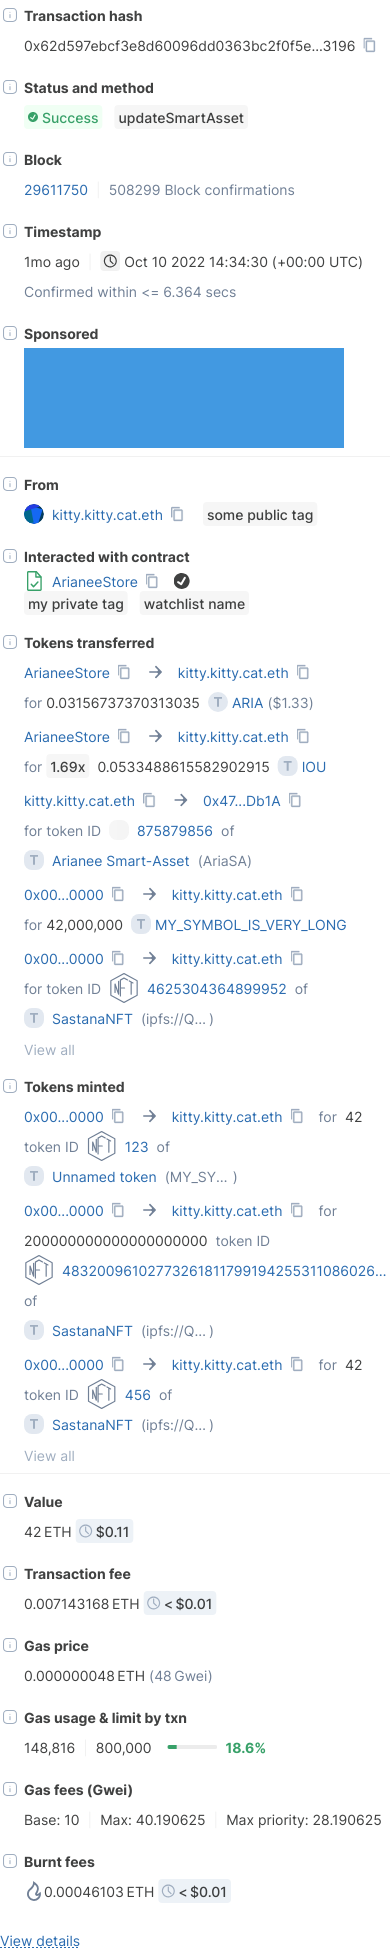 Transaction hash
0x62d597ebcf3e8d60096dd0363bc2f0f5e...3196
Status and method
Success updateSmartAsset
Block
29611750 508299 Block confirmations
Timestamp
1mo ago Oct 10 2022 14:34:30 (+00:00 UTC)
Confirmed within <= 6.364 secs
Sponsored
From
kitty.kitty.cat.eth some public tag
Interacted with contract
ArianeeStore
my private tag watchlist name
Tokens transferred
ArianeeStore → kitty.kitty.cat.eth
for 0.03156737370313035 T ARIA ($1.33)
ArianeeStore → kitty.kitty.cat.eth
for 1.69x 0.0533488615582902915 T IOU
kitty.kitty.cat.eth → 0x47...Db1A
for token ID 875879856 of
T Arianee Smart-Asset (AriaSA)
0x00...0000 → kitty.kitty.cat.eth
for 42,000,000 T MY_SYMBOL_IS_VERY_LONG
0x00...0000 → kitty.kitty.cat.eth
for token ID NFT 4625304364899952 of
T SastanaNFT (ipfs://Q... )
View all
Tokens minted
0x00...0000 → kitty.kitty.cat.eth for 42
token ID NFT 123 of
T Unnamed token (MY_SY... )
0x00...0000 → kitty.kitty.cat.eth for
200000000000000000000 token ID
NFT 483200961027732618117991942553110860​26...
of
T SastanaNFT (ipfs://Q... )
0x00...0000 → kitty.kitty.cat.eth for 42
token ID NFT 456 of
T SastanaNFT (ipfs://Q... )
View all
Value
42 ETH $0.11
Transaction fee
0.007143168 ETH < $0.01
Gas price
0.000000048 ETH (48 Gwei)
Gas usage & limit by txn
148,816 800,000 18.6%
Gas fees (Gwei)
Base: 10 Max: 40.190625 Max priority: 28.190625
Burnt fees
0.00046103 ETH < $0.01
View details